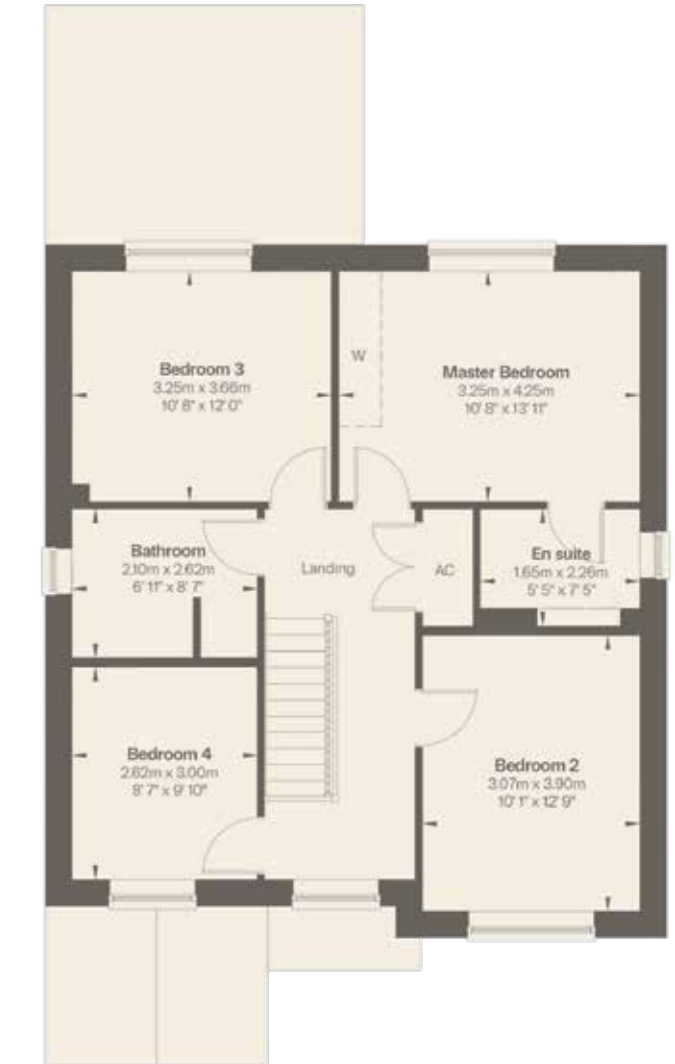 Bedroom 3
3.25m x 3.66m
10' 8" x 12' 0"
W
Master Bedroom
3.25m x 4.25m
10' 8" x 13' 11"
Bathroom
2.10m x 2.62m
6' 11" x 8' 7"
Landing
AC
En suite
1.65m x 2.26m
5' 5" x 7' 5"
Bedroom 4
2.62m x 3.00m
8' 7" x 9' 10"
Bedroom 2
3.07m x 3.90m
10' 1" x 12' 9"